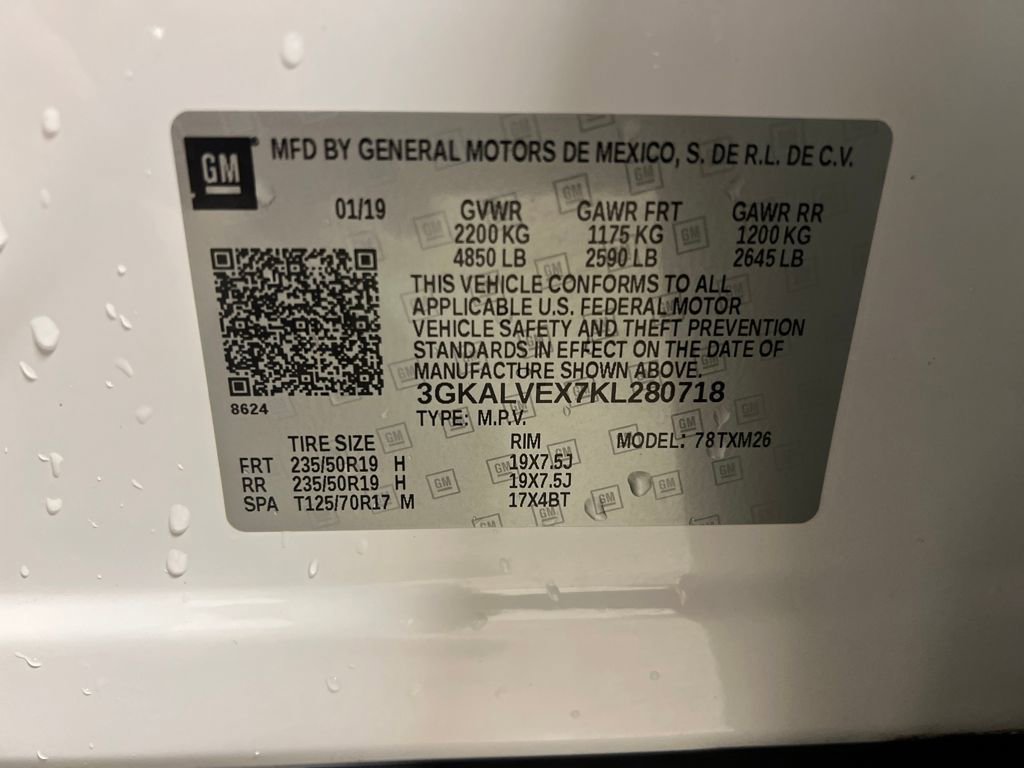 GM® MFD BY GENERAL MOTORS DE MEXICO, S. DE R.L. DE C.V.
01/19 GVWR GAWR FRT GAWR RR
2200 KG 1175 KG 1200 KG
4850 LB 2590 LB 2645 LB
THIS VEHICLE CONFORMS TO ALL
APPLICABLE U.S. FEDERAL MOTOR
VEHICLE SAFETY AND THEFT PREVENTION
STANDARDS IN EFFECT ON THE DATE OF
MANUFACTURE SHOWN ABOVE.
3GKALVEX7KL280718
8624
TYPE: M.P.V.
TIRE SIZE RIM MODEL: 78TXM26
FRT 235/50R19 H 19X7.5J
RR 235/50R19 H 19X7.5J
SPA T125/70R17 M 17X4BT